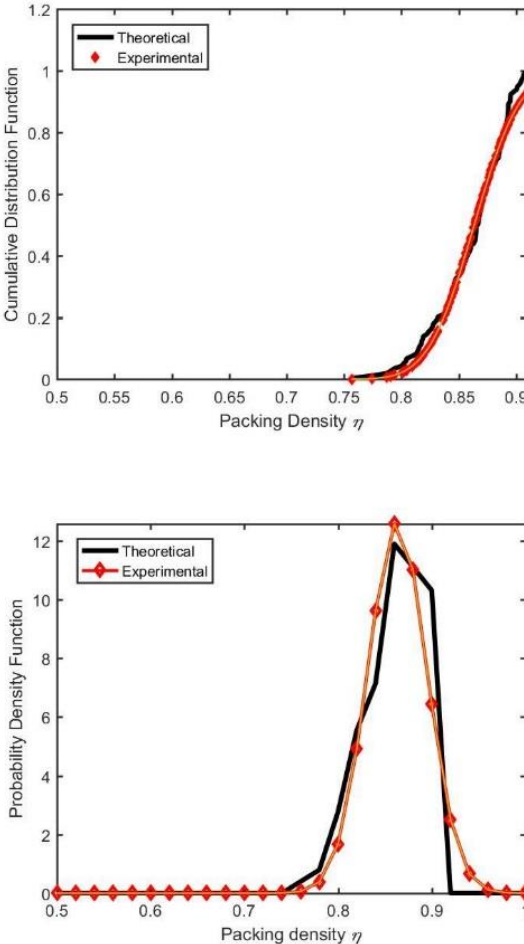 1.2
Theoretical
Experimental
1
0.8
0.6
0.4
0.2
0
Cumulative Distribution Function
0.5 0.55 0.6 0.65 0.7 0.75 0.8 0.85 0.9
Packing Density η
12
Theoretical
Experimental
10
8
6
4
2
0
Probability Density Function
0.5 0.6 0.7 0.8 0.9
Packing density η